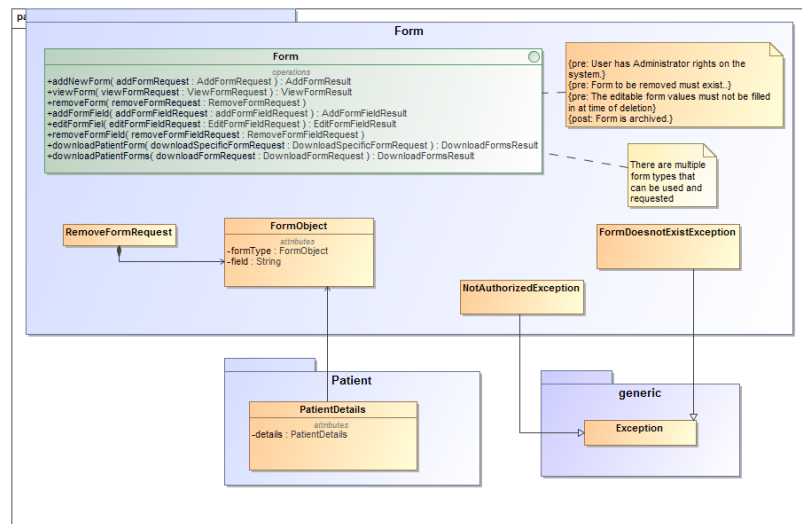 pa
Form
Form
operations
+addNewForm( addFormRequest : AddFormRequest ) : AddFormResult
+viewForm( viewFormRequest : ViewFormRequest ) : ViewFormResult
+removeForm( removeFormRequest : RemoveFormRequest )
+addFormField( addFormFieldRequest : addFormFieldRequest ) : AddFormFieldResult
+editFormFiel( editFormFieldRequest : EditFormFieldRequest ) : EditFormFieldResult
+removeFormField( removeFormFieldRequest : RemoveFormFieldRequest )
+downloadPatientForm( downloadSpecificFormRequest : DownloadSpecificFormRequest ) : DownloadFormsResult
+downloadPatientForms( downloadFormRequest : DownloadFormRequest ) : DownloadFormsResult
{pre: User has Administrator rights on the
system.}
{pre: Form to be removed must exist..}
{pre: The editable form values must not be filled
in at time of deletion}
{post: Form is archived.}
There are multiple
form types that
can be used and
requested
RemoveFormRequest
FormObject
attributes
-formType : FormObject
-field : String
FormDoesnotExistException
NotAuthorizedException
Patient
PatientDetails
attributes
-details : PatientDetails
generic
Exception